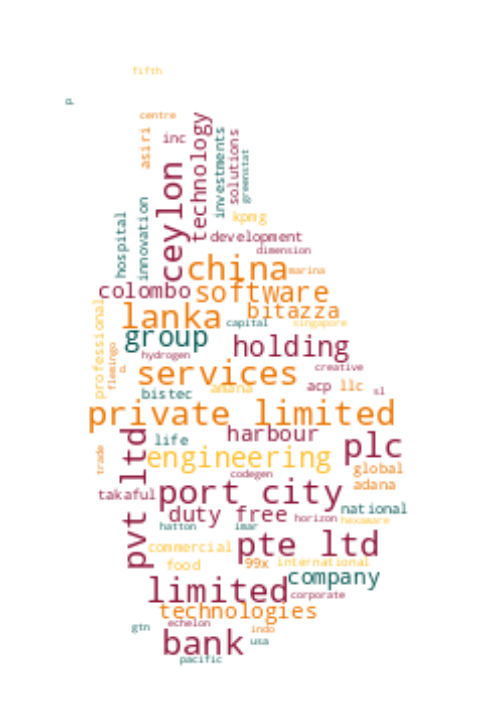 fifth
p
centre
inc
asiri
technology
investments
solutions
greenstat
ceylon
kpmg
hospital
innovation
development
dimension
china
marina
colombo
software
professional
lanka
bitazza
capital
singapore
group
holding
flamingo
hydrogen
p.
services
creative
bistec
amana
acp
llc
sl
private limited
pvt ltd
life
harbour
plc
trade
engineering
global
codegen
adana
takaful
port city
duty free
horizon
national
hexaware
hatton
imar
commercial
pte ltd
food
99x
international
limited
company
corporate
technologies
gtn
echelon
indo
usa
bank
pacific